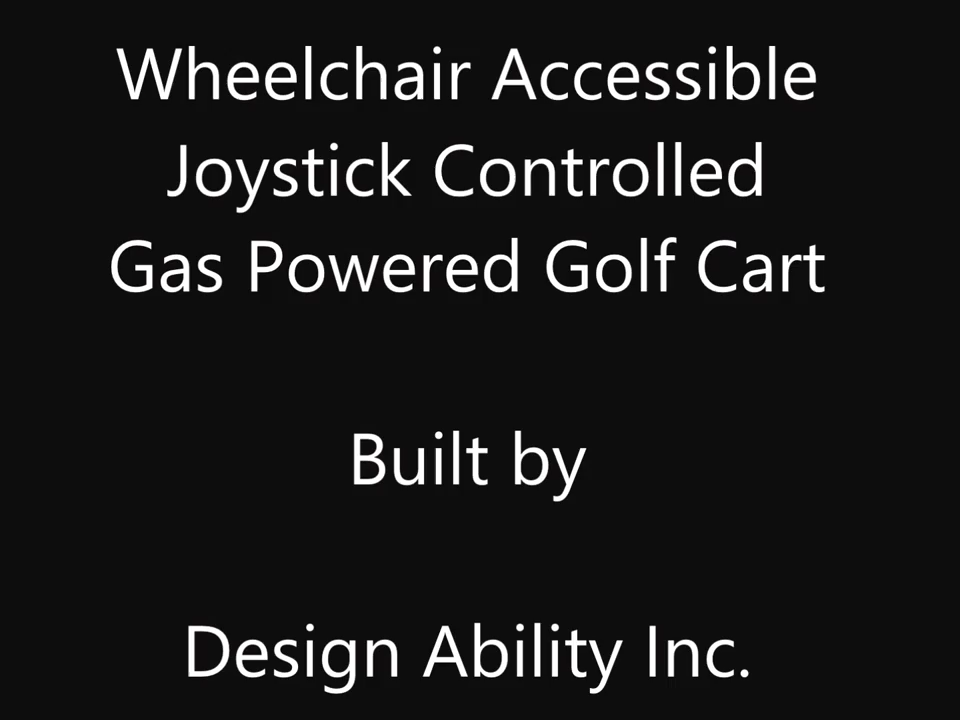 Wheelchair Accessible
Joystick Controlled
Gas Powered Golf Cart
Built by
Design Ability Inc.